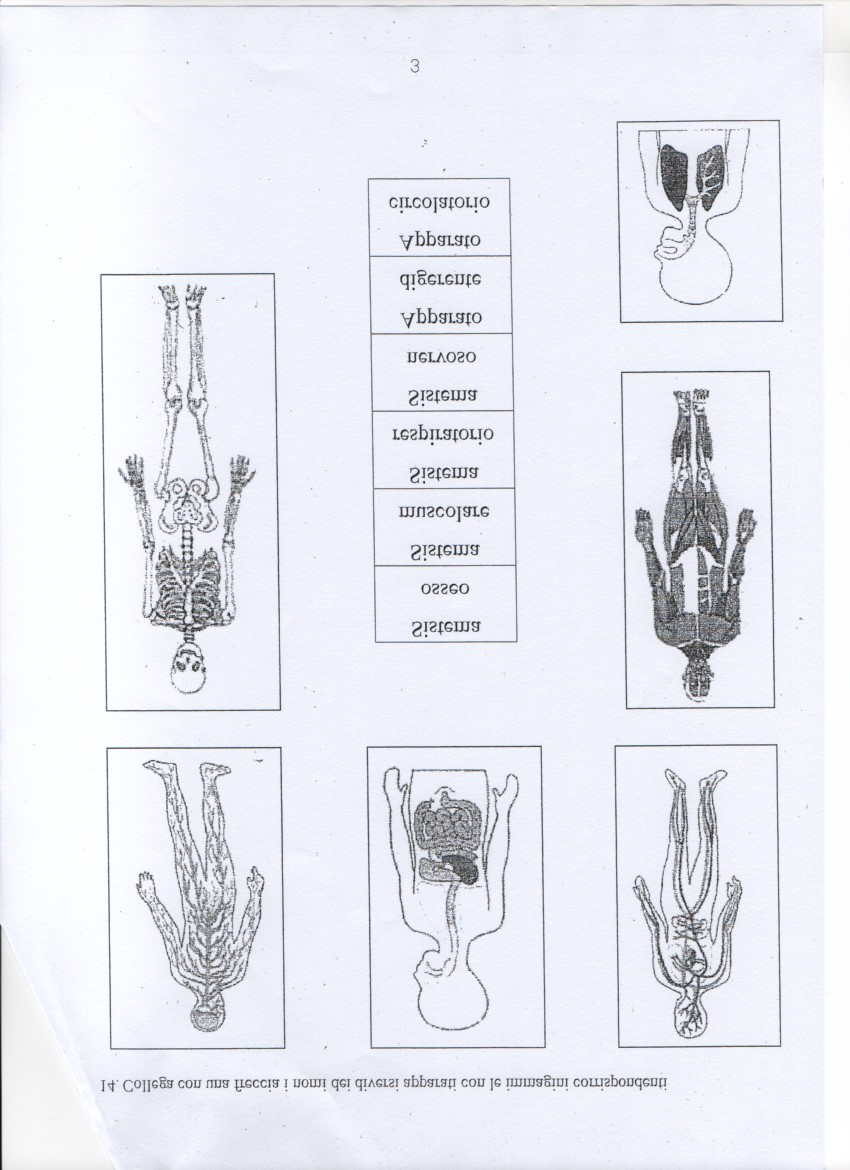 14. Collega con una freccia i nomi dei diversi apparati con le immagini corrispondenti
Sistema
osseo
Sistema
muscolare
Sistema
respiratorio
Sistema
nervoso
Apparato
digerente
Apparato
circolatorio
3